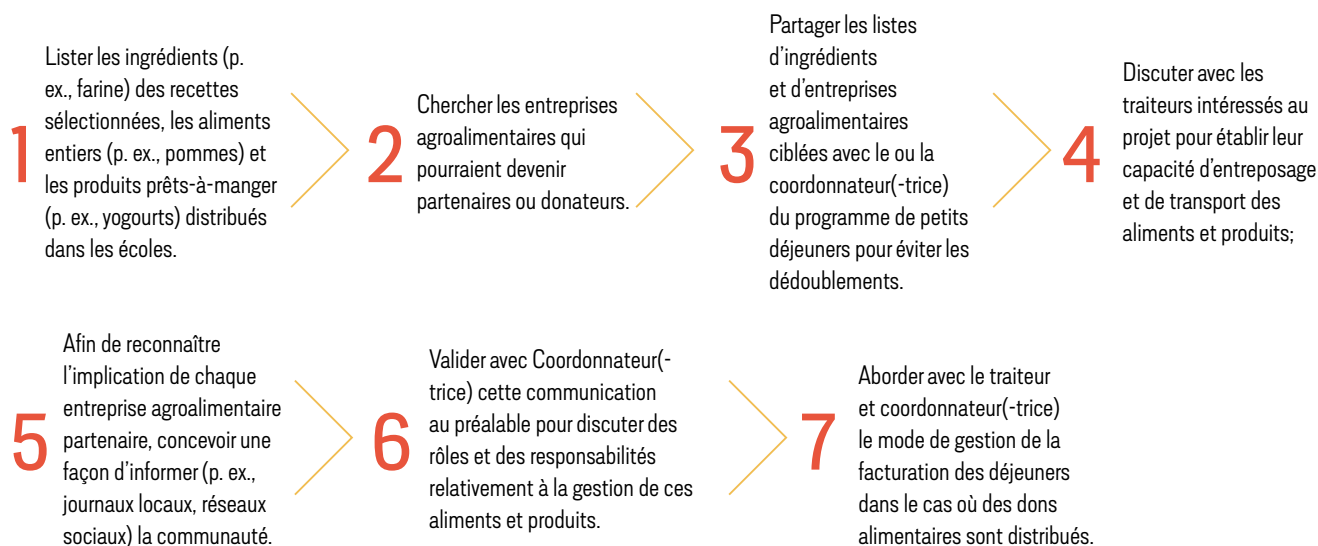 1
Lister les ingrédients (p.
ex., farine) des recettes
sélectionnées, les aliments
entiers (p. ex., pommes) et
les produits prêts-à-manger
(p. ex., yogourts) distribués
dans les écoles.
2
Chercher les entreprises
agroalimentaires qui
pourraient devenir
partenaires ou donateurs.
3
Partager les listes
d'ingrédients
et d'entreprises
agroalimentaires
ciblées avec le ou la
coordonnateur(-trice)
du programme de petits
déjeuners pour éviter les
dédoublements.
4
Discuter avec les
traiteurs intéressés au
projet pour établir leur
capacité d'entreposage
et de transport des
aliments et produits;
5
Afin de reconnaître
l'implication de chaque
entreprise agroalimentaire
partenaire, concevoir une
façon d'informer (p. ex.,
journaux locaux, réseaux
sociaux) la communauté.
6
Valider avec Coordonnateur(-
trice) cette communication
au préalable pour discuter des
rôles et des responsabilités
relativement à la gestion de ces
aliments et produits.
7
Aborder avec le traiteur
et coordonnateur(-trice)
le mode de gestion de la
facturation des déjeuners
dans le cas où des dons
alimentaires sont distribués.